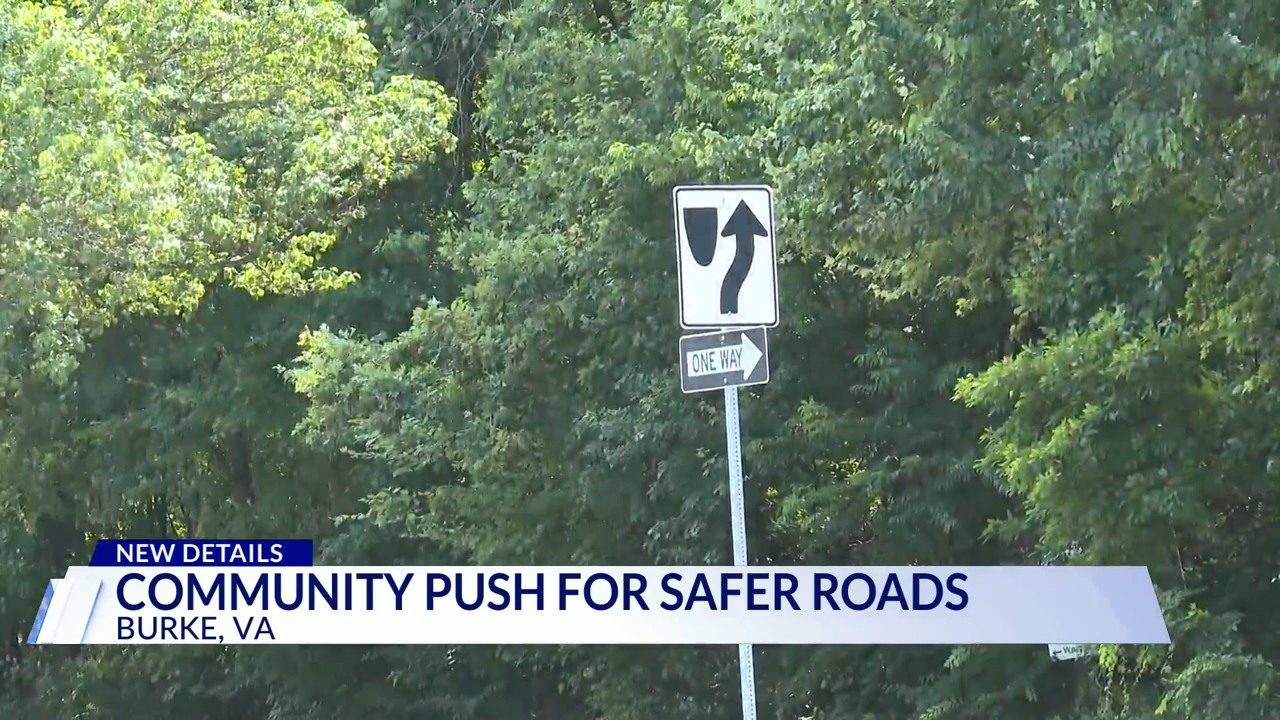 ONE WAY
NEW DETAILS
COMMUNITY PUSH FOR SAFER ROADS
BURKE, VA